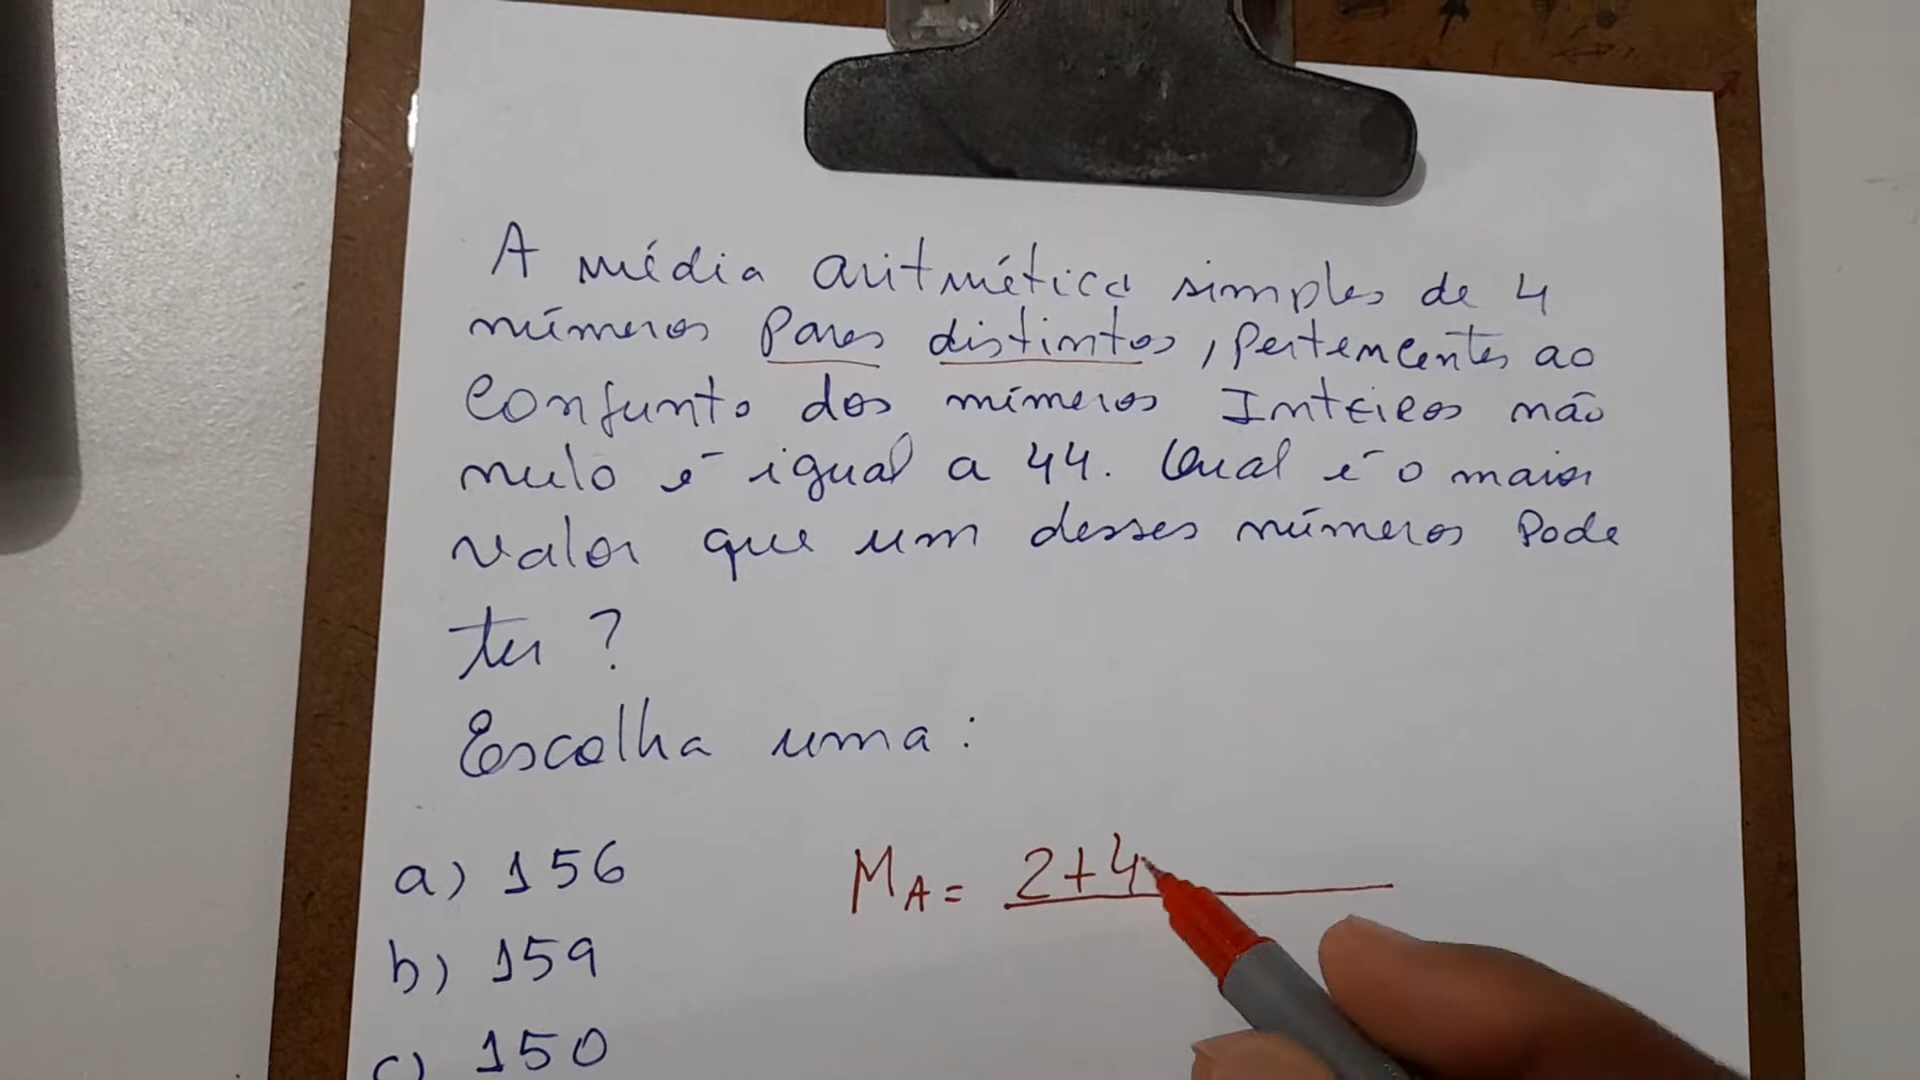 A média aritmética simples de 4
números Pares distintos, Pertencentes ao
Conjunto dos números Inteiros não
nulo é igual a 44. Qual é o maior
valor que um desses números Pode
ter?
Escolha uma:
a) 156
b) 159
c) 150
MA= 2+4